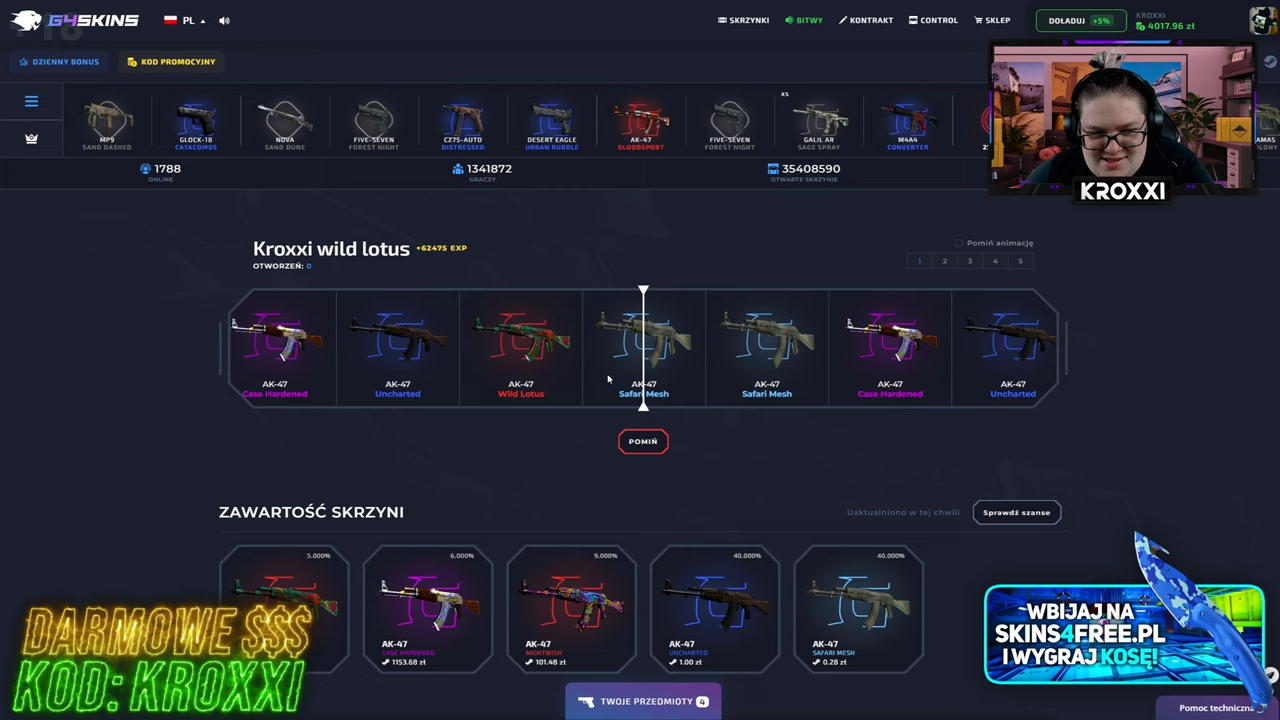 G4SKINS
PL
SKRZYNKI
BITWY
KONTRAKT
CONTROL
SKLEP
DOŁADUJ +5%
KROXXI
4017.96 zł
DZIENNY BONUS
KOD PROMOCYJNY
MP9
SAND DASHED
GLOCK-18
CATACOMBS
NOVA
SAND DUNE
FIVE-SEVEN
FOREST NIGHT
CZ75-AUTO
DISTRESSED
DESERT EAGLE
URBAN RUBBLE
AK-47
BLOODSPORT
FIVE-SEVEN
FOREST NIGHT
XS
GALIL AR
SAGE SPRAY
M4A4
CONVERTER
1788
ONLINE
1341872
GRACZY
35408590
OTWARTE SKRZYNIE
KROXXI
Kroxxi wild lotus +62475 EXP
OTWORZEŃ: 0
Pomiń animację
1 2 3 4 5
AK-47
Case Hardened
AK-47
Uncharted
AK-47
Wild Lotus
AK-47
Safari Mesh
AK-47
Safari Mesh
AK-47
Case Hardened
AK-47
Uncharted
POMIŃ
ZAWARTOŚĆ SKRZYNI
Uaktualniono w tej chwili
Sprawdź szanse
5.000%
6.000%
AK-47
CASE HARDENED
1153.68 zł
9.000%
AK-47
NIGHTWISH
101.48 zł
40.000%
AK-47
UNCHARTED
1.00 zł
40.000%
AK-47
SAFARI MESH
0.28 zł
DARMOWE $$$
KOD: KROXXI
WBIJAJ NA
SKINS4FREE.PL
I WYGRAJ KOSĘ!
TWOJE PRZEDMIOTY 4
Pomoc techniczna